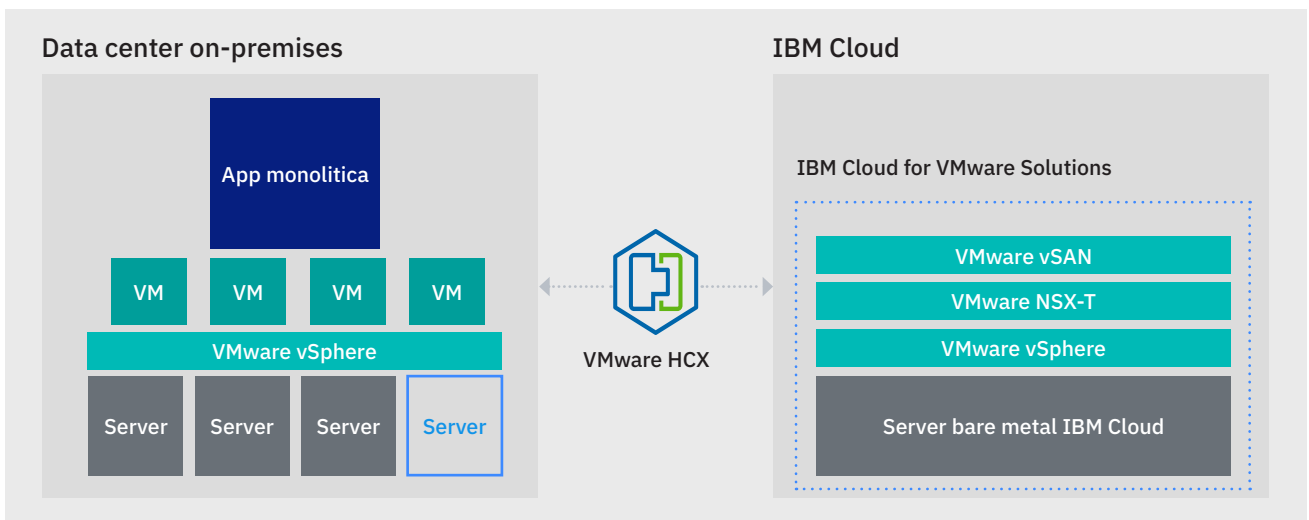 Data center on-premises
App monolitica
VM
VM
VM
VM
VMware vSphere
Server
Server
Server
Server
VMware HCX
IBM Cloud
IBM Cloud for VMware Solutions
VMware vSAN
VMware NSX-T
VMware vSphere
Server bare metal IBM Cloud